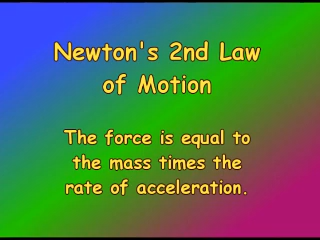 Newton's 2nd Law
of Motion
The force is equal to
the mass times the
rate of acceleration.